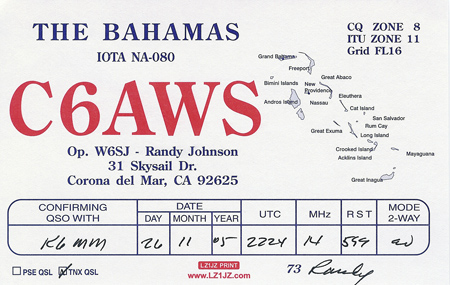 THE BAHAMAS
IOTA NA-080
CQ ZONE 8
ITU ZONE 11
Grid FL16
C6AWS
Grand Bahama
Freeport
Great Abaco
Bimini Islands
New Providence
Eleuthera
Andros Island
Nassau
Cat Island
San Salvador
Rum Cay
Great Exuma
Long Island
Crooked Island
Mayaguana
Acklins Island
Great Inagua
Op. W6SJ - Randy Johnson
31 Skysail Dr.
Corona del Mar, CA 92625
CONFIRMING QSO WITH
DATE
DAY MONTH YEAR
UTC
MHz
R S T
MODE 2-WAY
K6MM 26 11 05 2224 14 559
PSE QSL TNX QSL
LZ1JZ PRINT
www.LZ1JZ.com
73 Randy